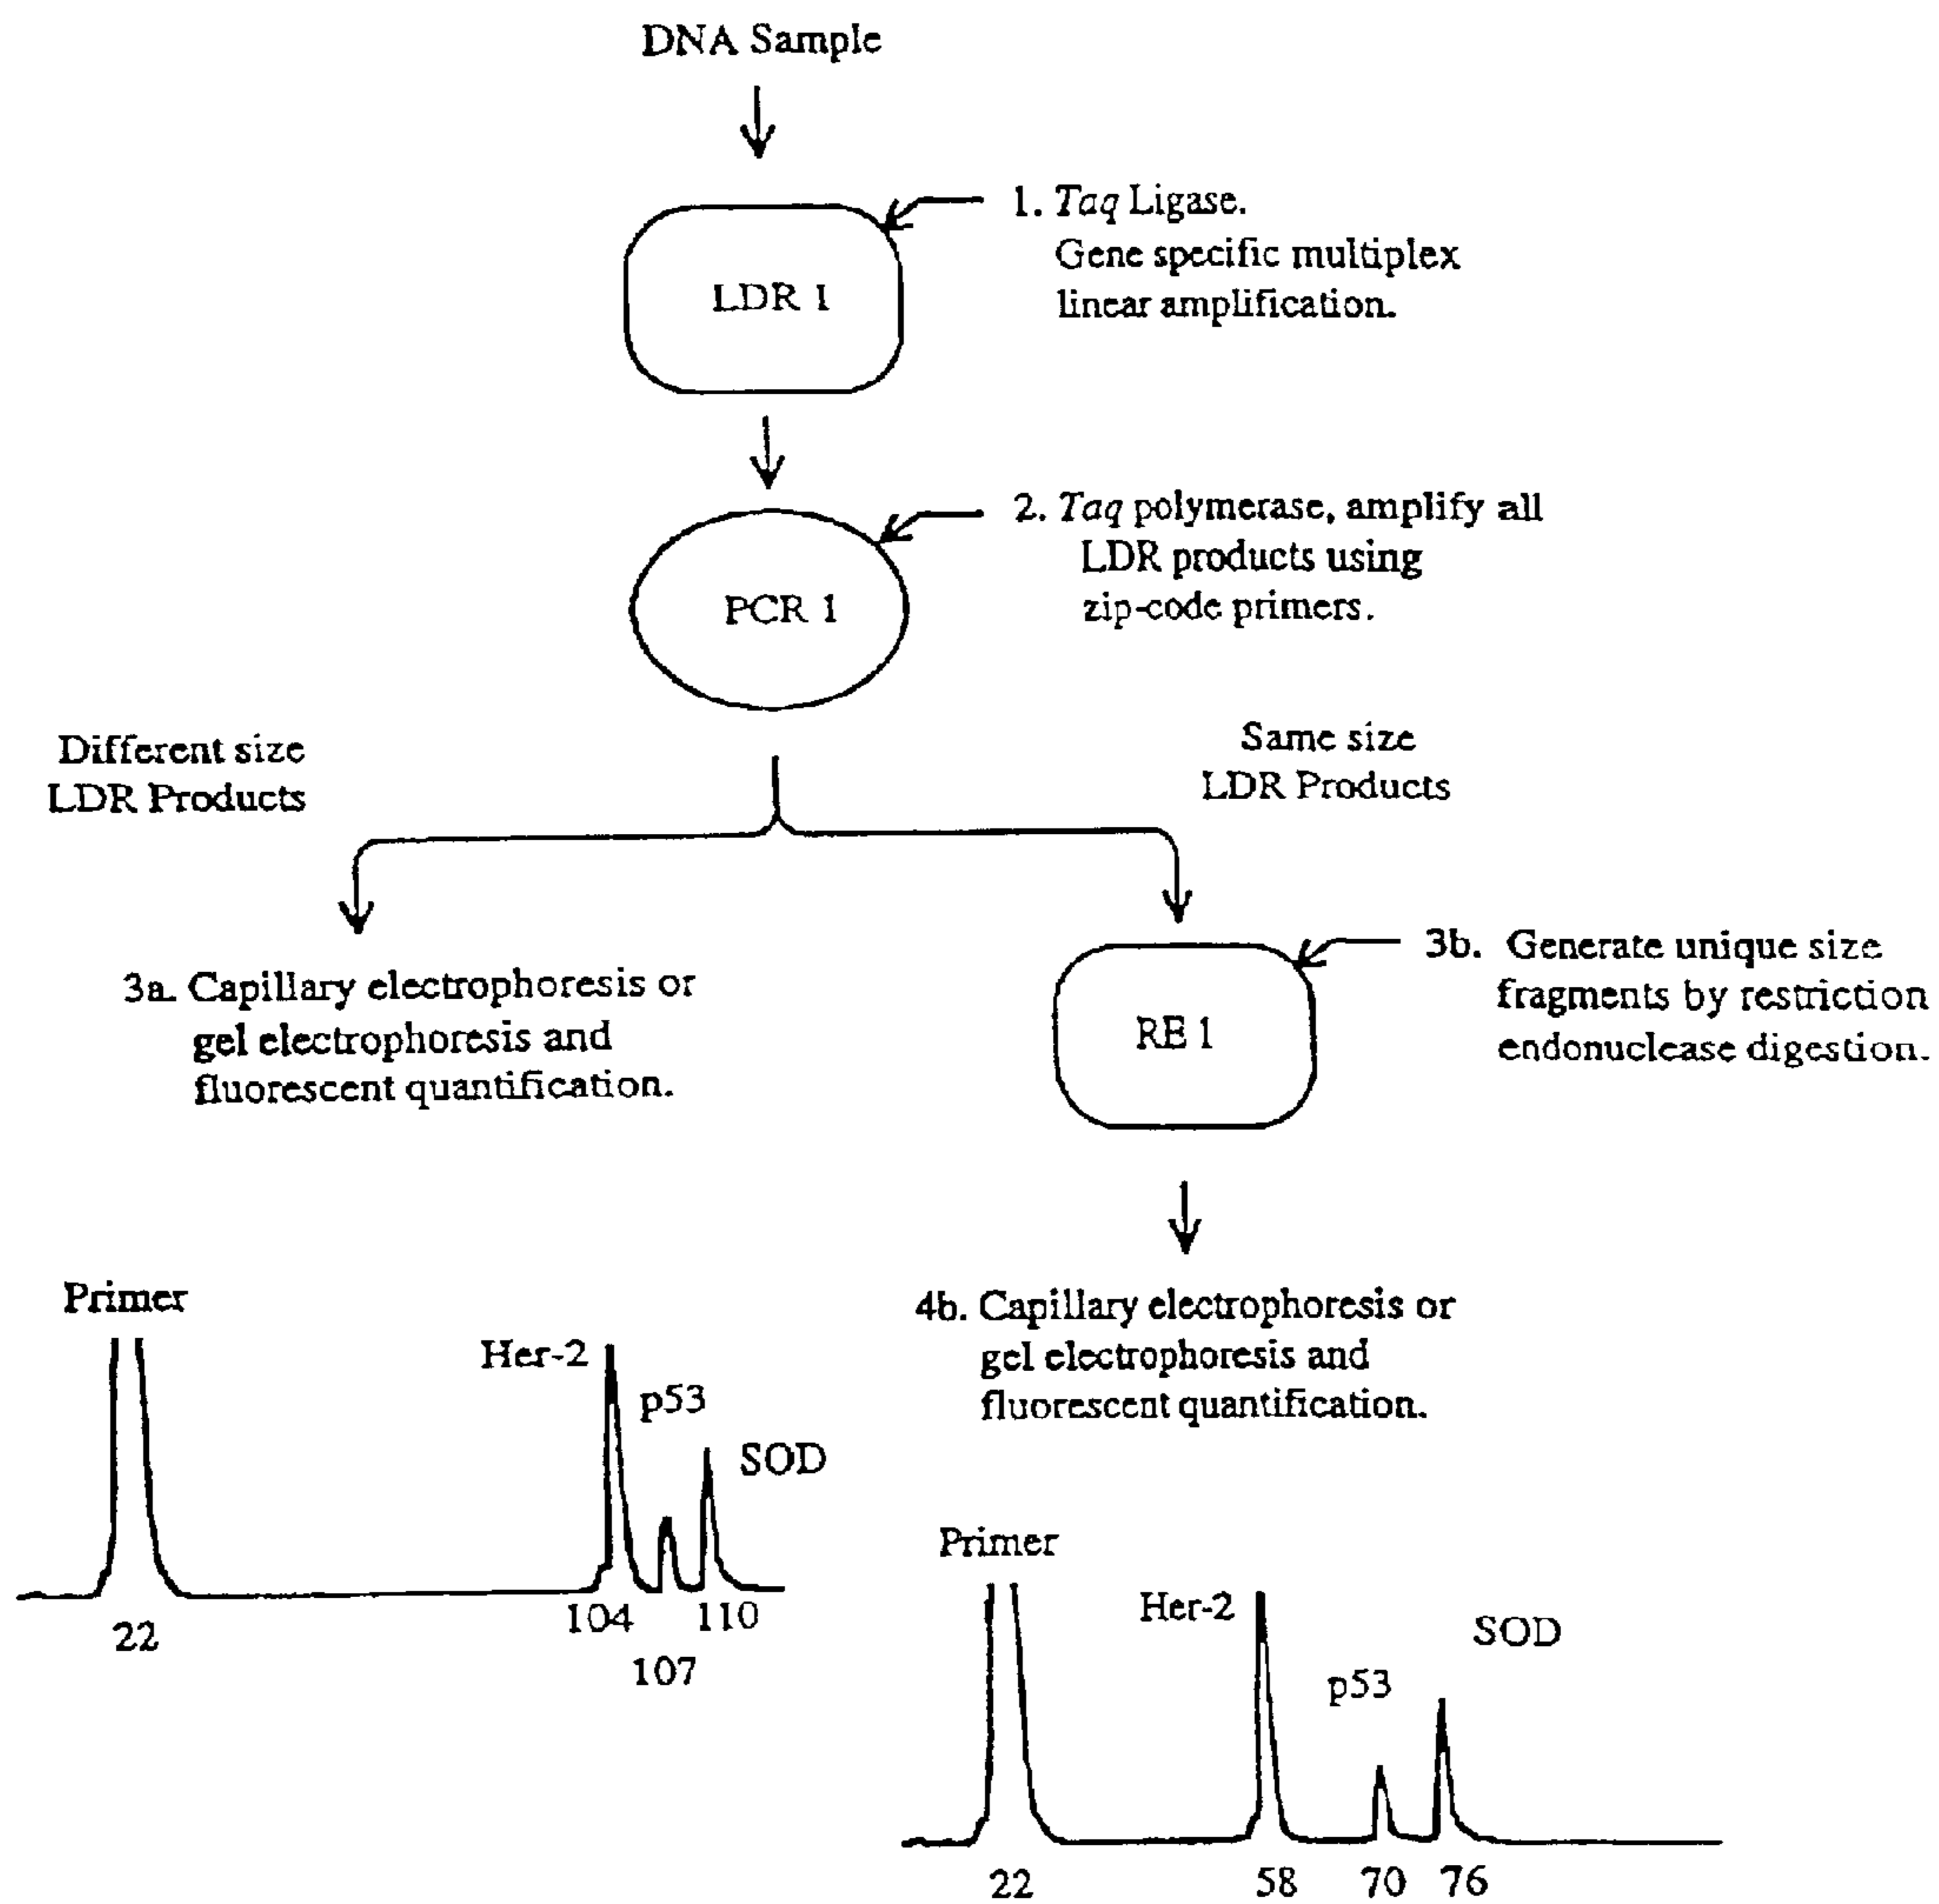 DNA Sample
LDR 1
1. Taq Ligase.
Gene specific multiplex
linear amplification.
PCR 1
2. Taq polymerase, amplify all
LDR products using
zip-code primers.
Different size
LDR Products
Same size
LDR Products
3a. Capillary electrophoresis or
gel electrophoresis and
fluorescent quantification.
RE 1
3b. Generate unique size
fragments by restriction
endonuclease digestion.
4b. Capillary electrophoresis or
gel electrophoresis and
fluorescent quantification.
Primer
Her-2
p53
SOD
22
104
107
110
Primer
Her-2
p53
SOD
22
58
70
76